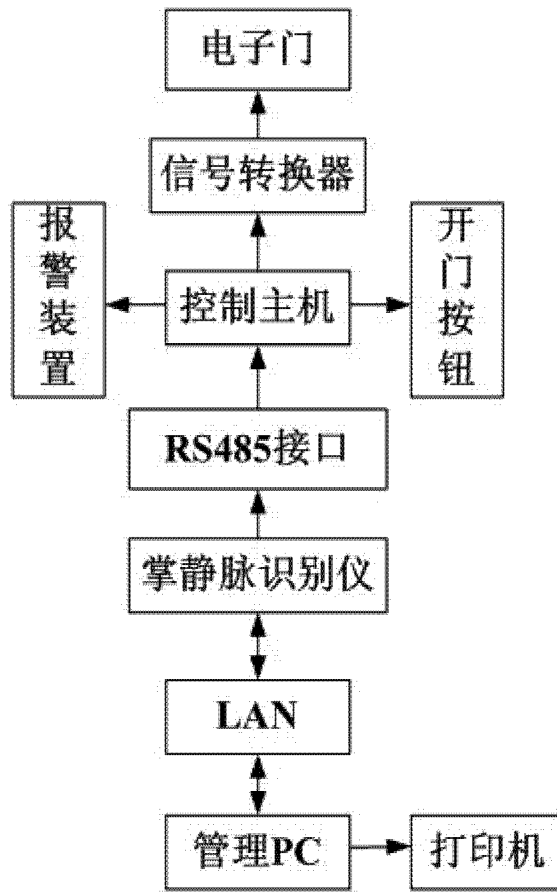 电子门
信号转换器
报警装置
控制主机
开门按钮
RS485接口
掌静脉识别仪
LAN
管理PC
打印机